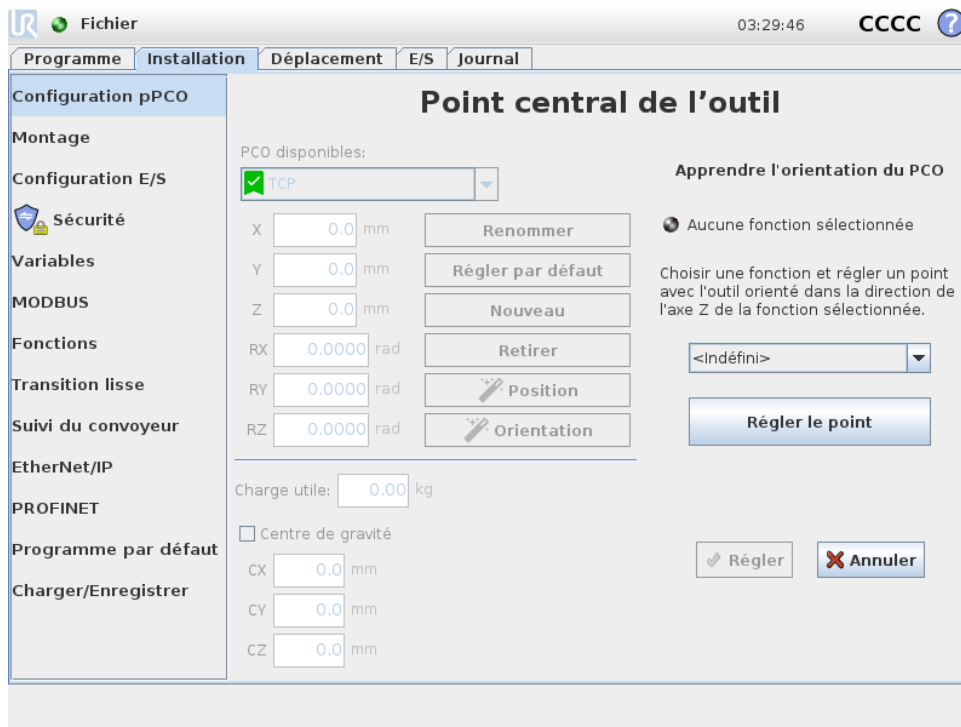 UR Fichier 03:29:46 CCCC ?
Programme Installation Déplacement E/S Journal
Configuration pPCO
Montage
Configuration E/S
Sécurité
Variables
MODBUS
Fonctions
Transition lisse
Suivi du convoyeur
EtherNet/IP
PROFINET
Programme par défaut
Charger/Enregistrer
Point central de l'outil
PCO disponibles:
TCP
X 0.0 mm Renommer
Y 0.0 mm Régler par défaut
Z 0.0 mm Nouveau
RX 0.0000 rad Retirer
RY 0.0000 rad Position
RZ 0.0000 rad Orientation
Charge utile: 0.00 kg
Centre de gravité
CX 0.0 mm
CY 0.0 mm
CZ 0.0 mm
Apprendre l'orientation du PCO
Aucune fonction sélectionnée
Choisir une fonction et régler un point
avec l'outil orienté dans la direction de
l'axe Z de la fonction sélectionnée.
<Indéfini>
Régler le point
Régler Annuler